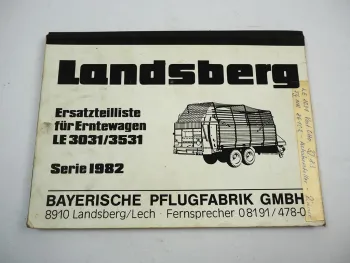 Landsberg
Ersatzteilliste
für Erntewagen
LE 3031/3531
Serie 1982
BAYERISCHE PFLUGFABRIK GMBH
8910 Landsberg/Lech · Fernsprecher 08191/478-0